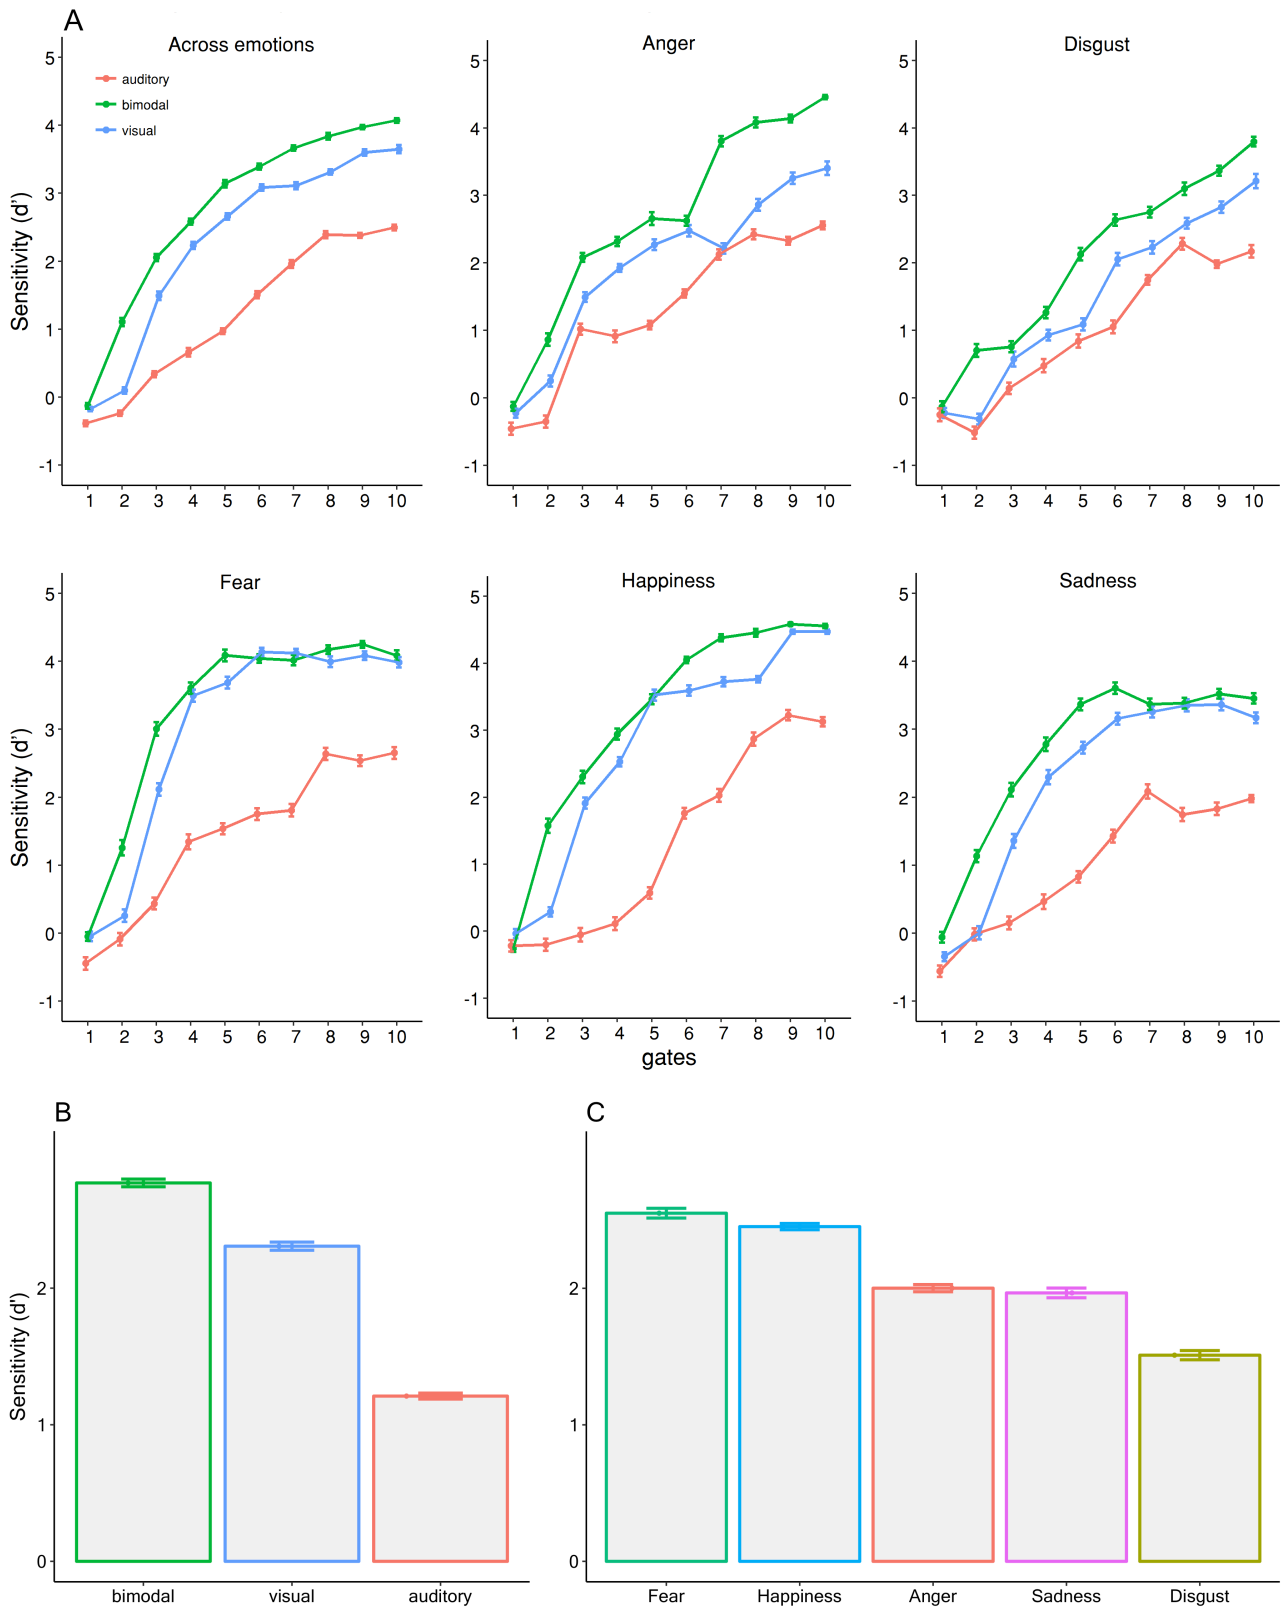 A
Across emotions
Anger
Disgust
auditory
bimodal
visual
Sensitivity (d')
5
4
3
2
1
0
-1
1 2 3 4 5 6 7 8 9 10
5
4
3
2
1
0
-1
1 2 3 4 5 6 7 8 9 10
5
4
3
2
1
0
-1
1 2 3 4 5 6 7 8 9 10
Fear
Happiness
Sadness
Sensitivity (d')
5
4
3
2
1
0
-1
1 2 3 4 5 6 7 8 9 10
5
4
3
2
1
0
-1
1 2 3 4 5 6 7 8 9 10
5
4
3
2
1
0
-1
1 2 3 4 5 6 7 8 9 10
gates
B
Sensitivity (d')
2
1
0
bimodal visual auditory
C
2
1
0
Fear Happiness Anger Sadness Disgust